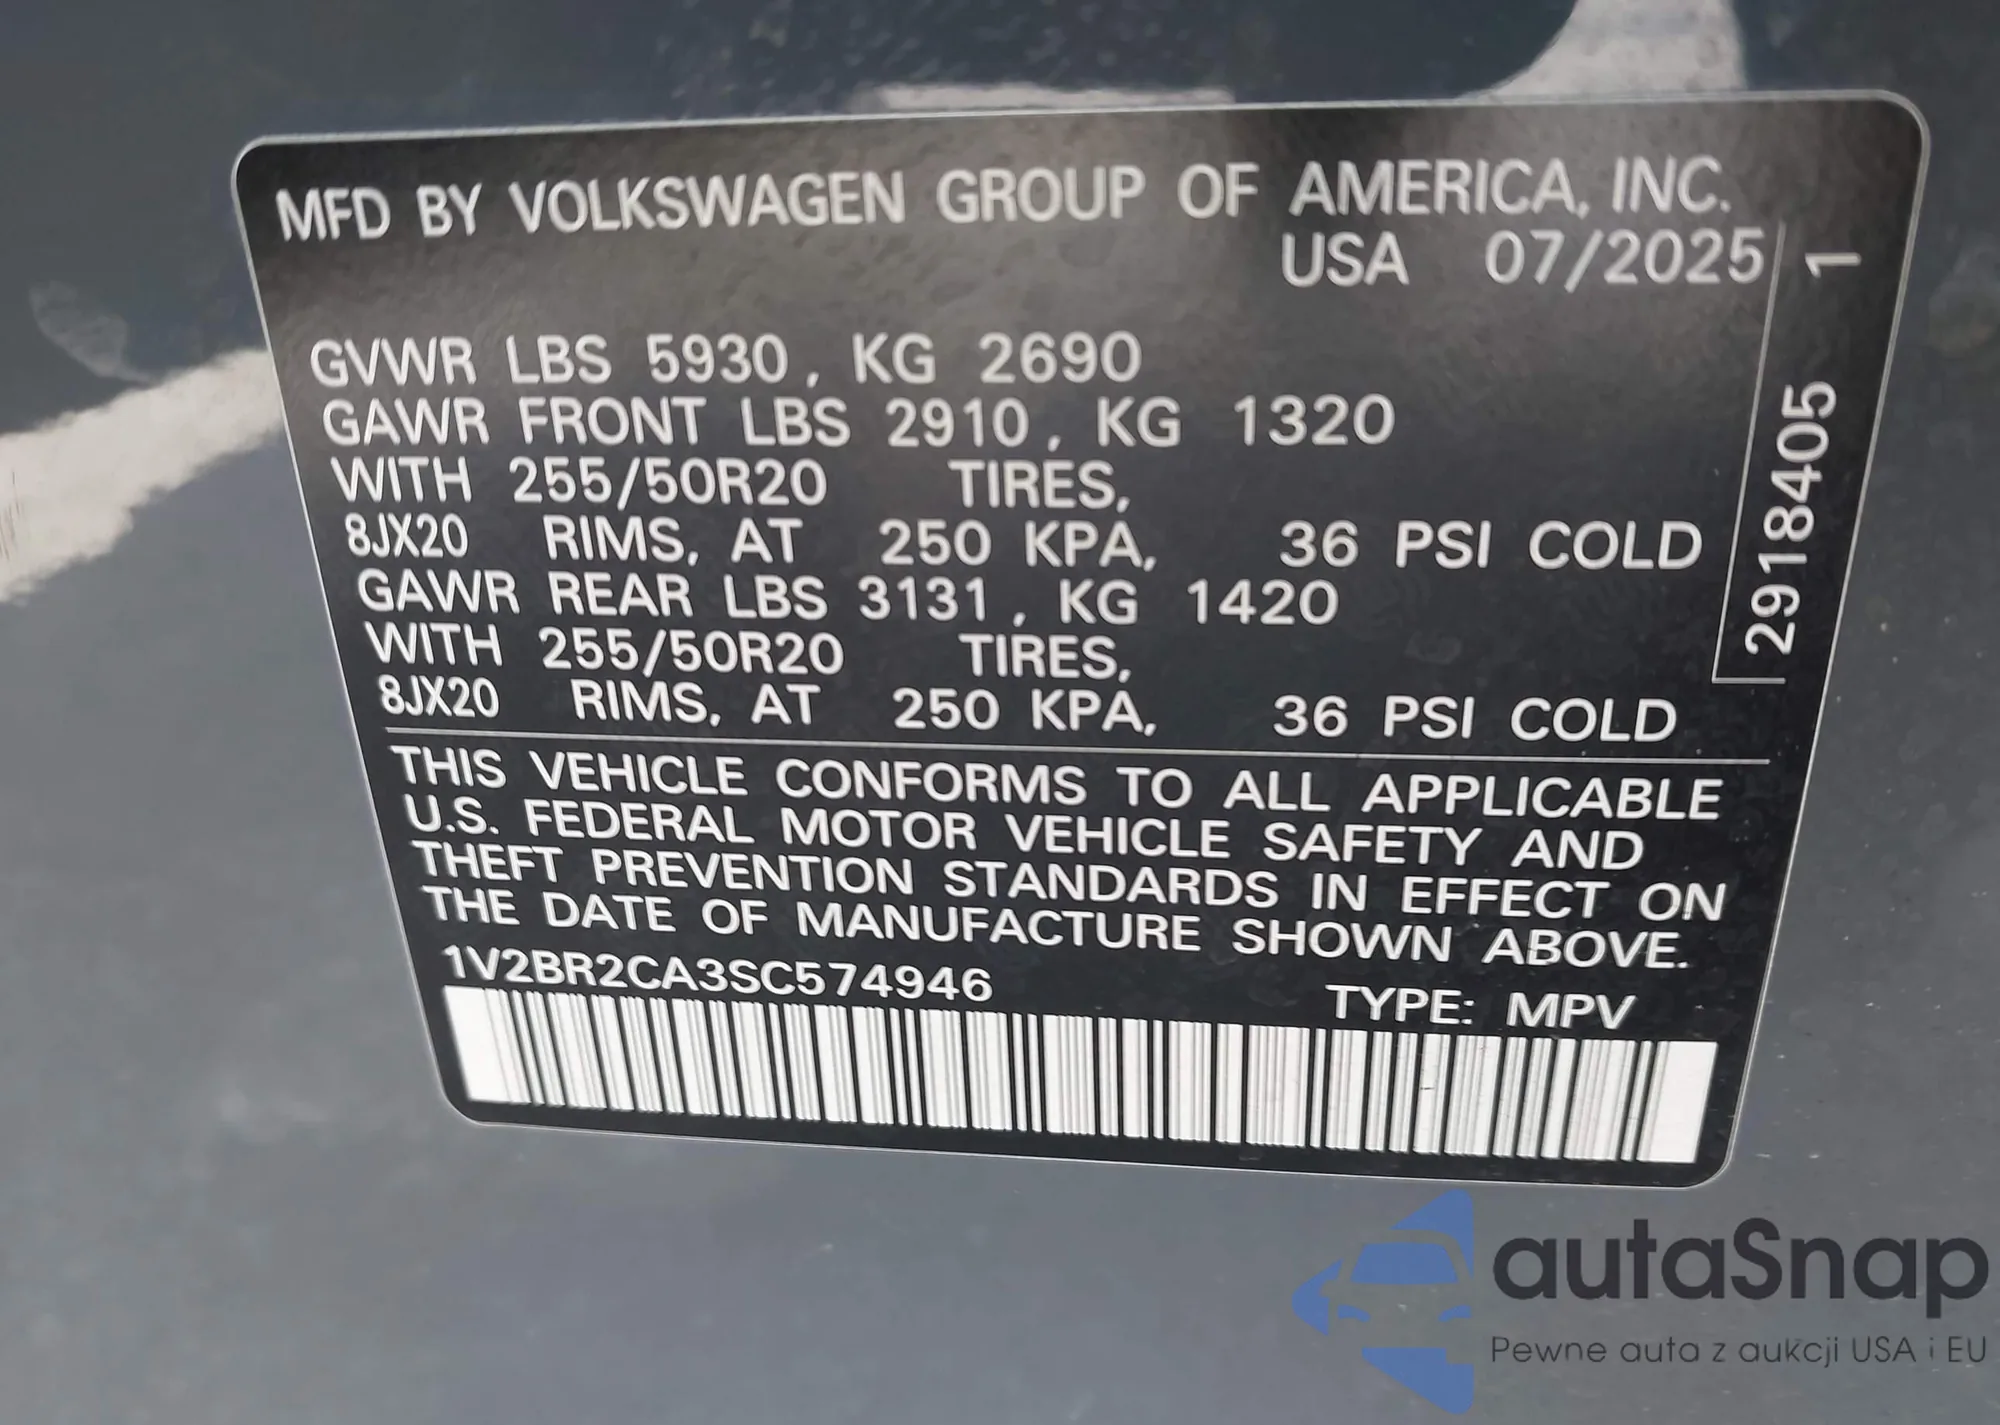 MFD BY VOLKSWAGEN GROUP OF AMERICA, INC.
USA 07/2025
GVWR LBS 5930, KG 2690
GAWR FRONT LBS 2910, KG 1320
WITH 255/50R20 TIRES,
8JX20 RIMS, AT 250 KPA, 36 PSI COLD
GAWR REAR LBS 3131, KG 1420
WITH 255/50R20 TIRES,
8JX20 RIMS, AT 250 KPA, 36 PSI COLD
THIS VEHICLE CONFORMS TO ALL APPLICABLE
U.S. FEDERAL MOTOR VEHICLE SAFETY AND
THEFT PREVENTION STANDARDS IN EFFECT ON
THE DATE OF MANUFACTURE SHOWN ABOVE.
1V2BR2CA3SC574946 TYPE: MPV
2918405 1
autaSnap
Pewne auta z aukcji USA i EU